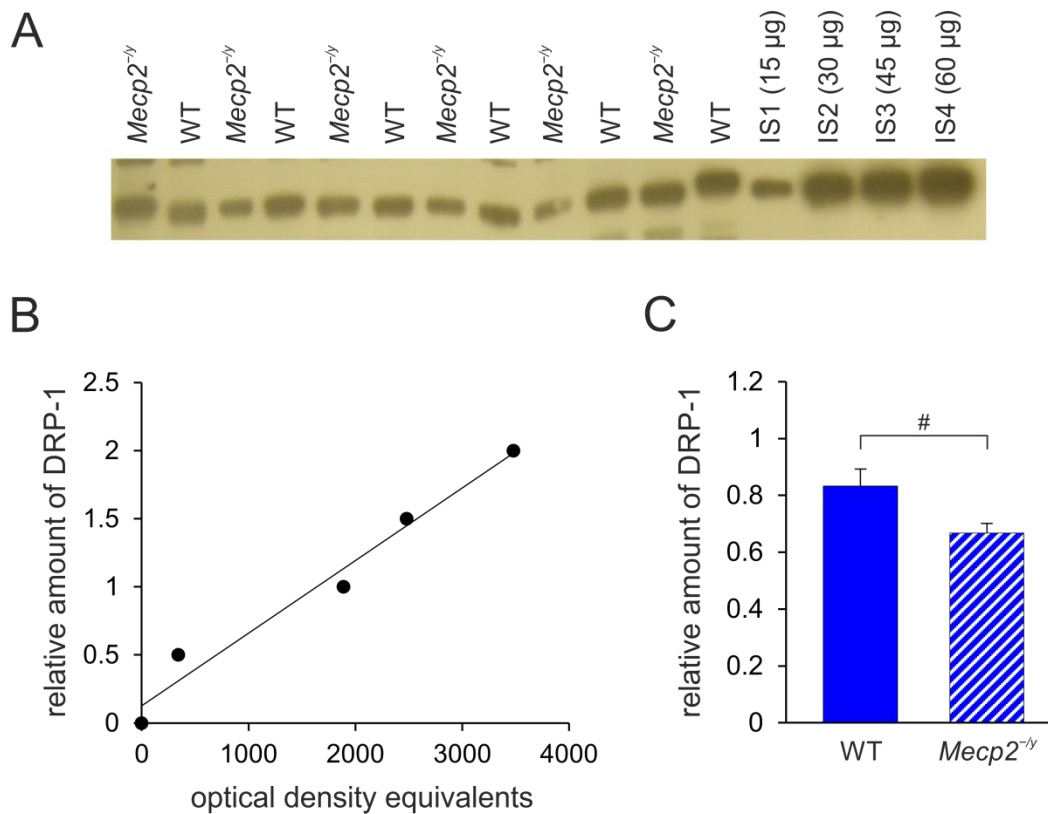 A
Mecp2⁻/ʸ
WT
Mecp2⁻/ʸ
WT
Mecp2⁻/ʸ
WT
Mecp2⁻/ʸ
WT
Mecp2⁻/ʸ
WT
Mecp2⁻/ʸ
WT
IS1 (15 µg)
IS2 (30 µg)
IS3 (45 µg)
IS4 (60 µg)
B
relative amount of DRP-1
2.5
2
1.5
1
0.5
0
0
1000
2000
3000
4000
optical density equivalents
C
relative amount of DRP-1
1.2
1
0.8
0.6
0.4
0.2
0
#
WT
Mecp2⁻/ʸ